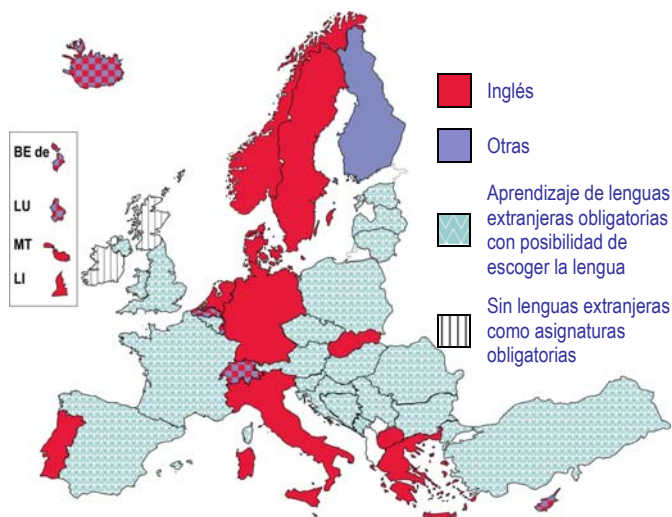 Inglés
Otras
Aprendizaje de lenguas
extranjeras obligatorias
con posibilidad de
escoger la lengua
Sin lenguas extranjeras
como asignaturas
obligatorias
BE de
LU
MT
LI